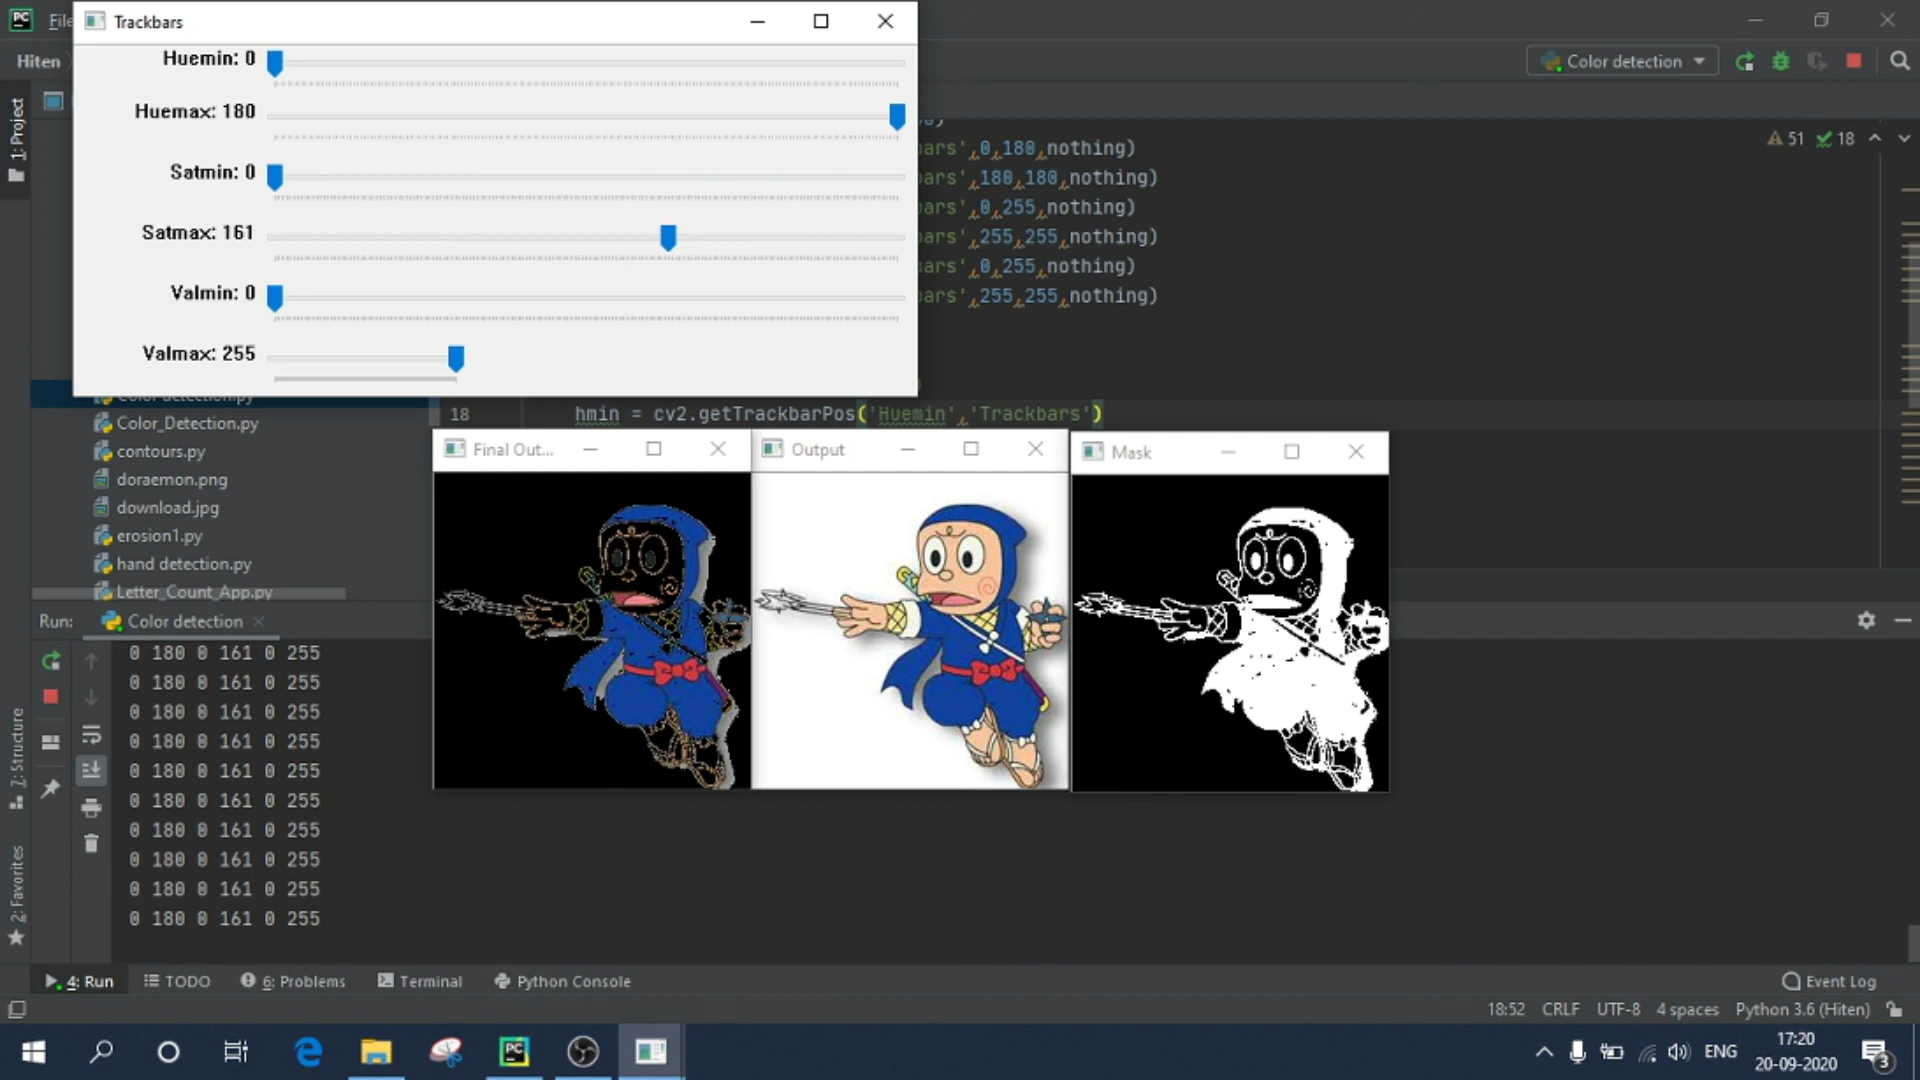 PC File
Trackbars
Huemin: 0
Huemax: 180
Satmin: 0
Satmax: 161
Valmin: 0
Valmax: 255
Hiten
Color detection
1: Project
51 18
ars',0,180,nothing)
ars',180,180,nothing)
ars',0,255,nothing)
ars',255,255,nothing)
ars',0,255,nothing)
ars',255,255,nothing)
18 hmin = cv2.getTrackbarPos('Huemin','Trackbars')
Color detection.py
Color_Detection.py
contours.py
doraemon.png
download.jpg
erosion1.py
hand detection.py
Letter_Count_App.py
Final Out...
Output
Mask
Run: Color detection
0 180 0 161 0 255
0 180 0 161 0 255
0 180 0 161 0 255
0 180 0 161 0 255
0 180 0 161 0 255
0 180 0 161 0 255
0 180 0 161 0 255
0 180 0 161 0 255
0 180 0 161 0 255
0 180 0 161 0 255
7: Structure
2: Favorites
4: Run TODO 6: Problems Terminal Python Console Event Log
18:52 CRLF UTF-8 4 spaces Python 3.6 (Hiten)
PC
ENG
17:20
20-09-2020
3